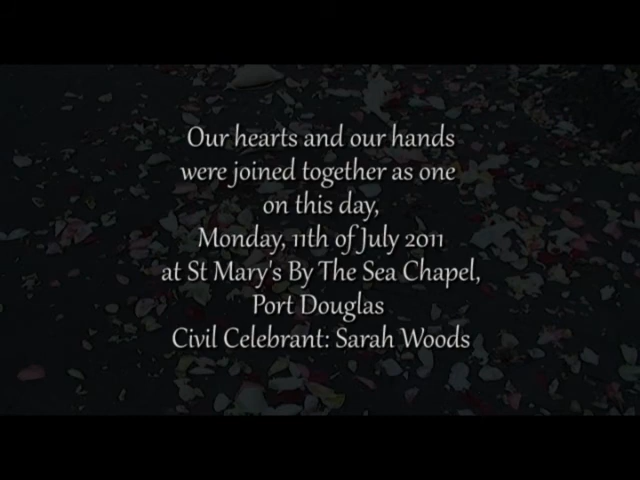 Our hearts and our hands
were joined together as one
on this day,
Monday, 11th of July 2011
at St Mary's By The Sea Chapel,
Port Douglas
Civil Celebrant: Sarah Woods